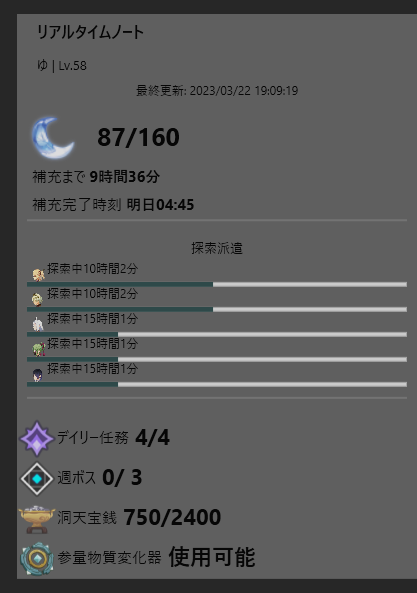 リアルタイムノート
ゆ | Lv.58
最終更新: 2023/03/22 19:09:19
87/160
補充まで 9時間36分
補充完了時刻 明日04:45
探索派遣
探索中10時間2分
探索中10時間2分
探索中15時間1分
探索中15時間1分
探索中15時間1分
デイリー任務 4/4
週ボス 0/ 3
洞天宝銭 750/2400
参量物質変化器 使用可能